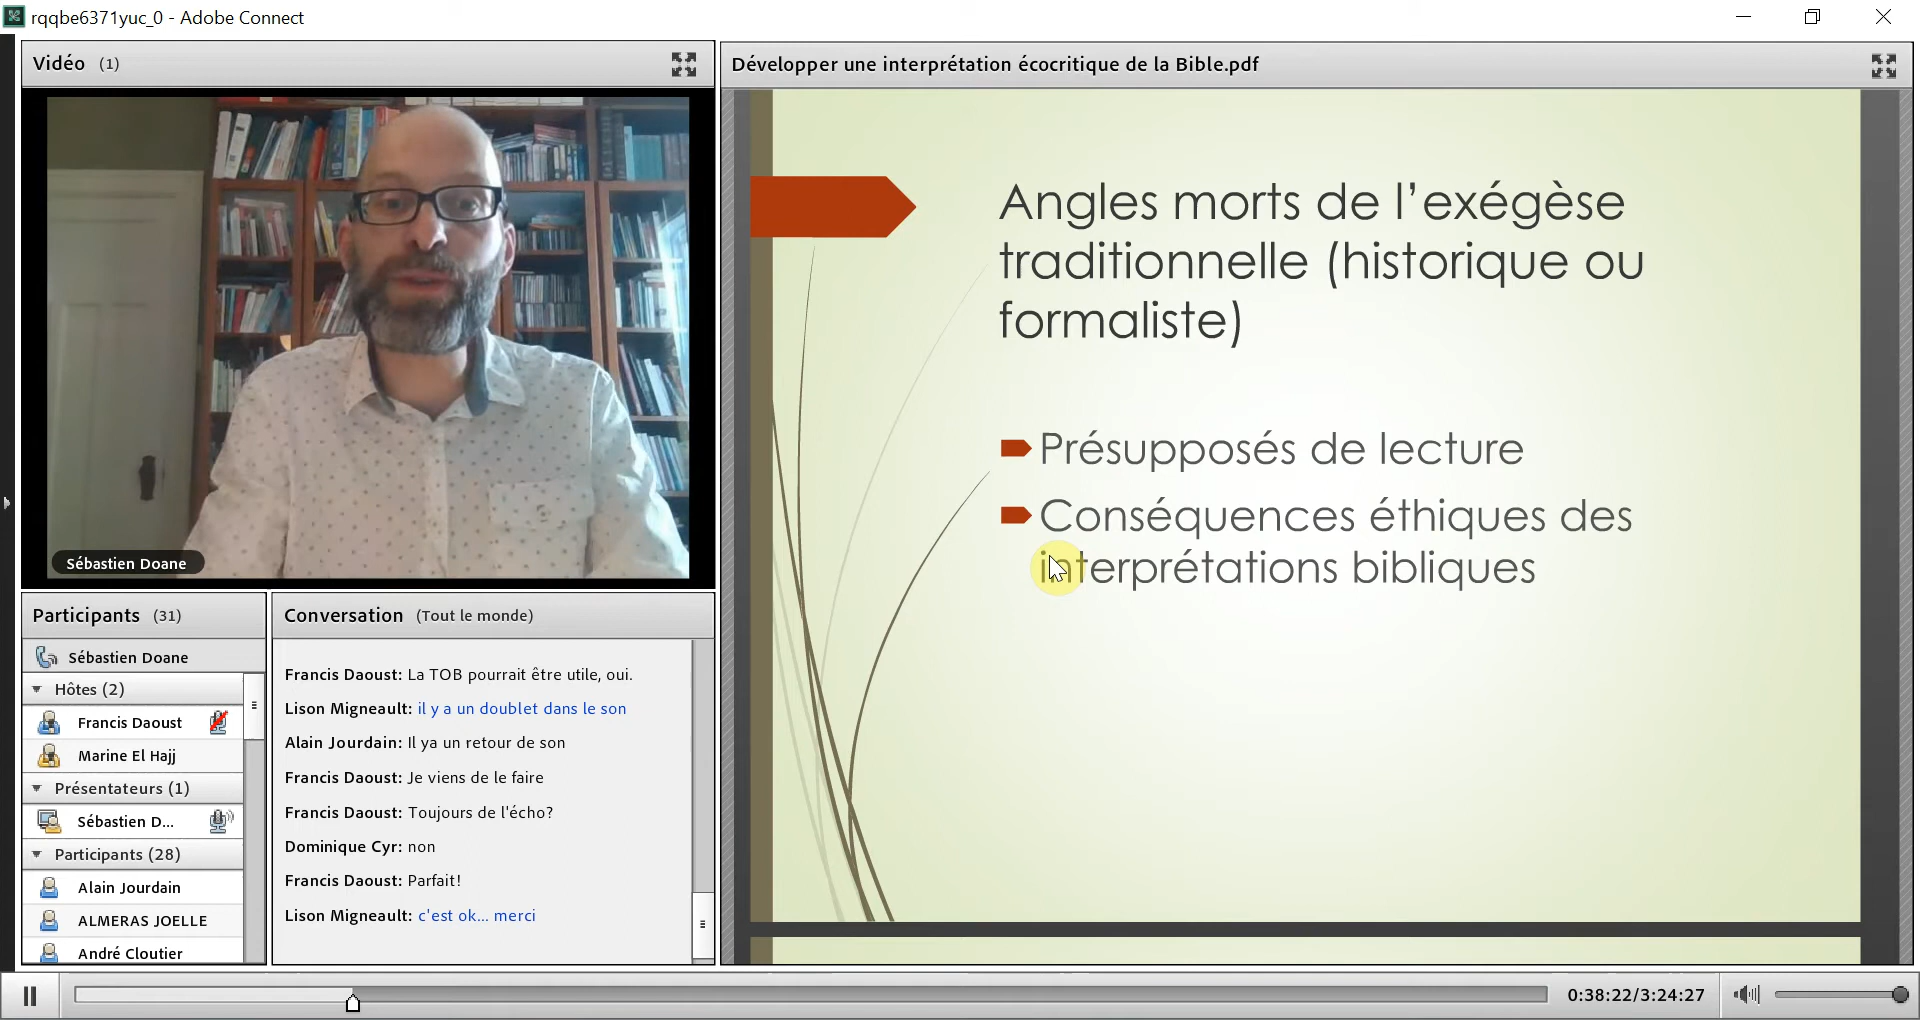 rqqbe6371yuc_0 - Adobe Connect
Vidéo (1)
Sébastien Doane
Développer une interprétation écocritique de la Bible.pdf
Angles morts de l’exégèse
traditionnelle (historique ou
formaliste)
Présupposés de lecture
Conséquences éthiques des
interprétations bibliques
Participants (31)
Sébastien Doane
Hôtes (2)
Francis Daoust
Marine El Hajj
Présentateurs (1)
Sébastien D...
Participants (28)
Alain Jourdain
ALMERAS JOELLE
André Cloutier
Conversation (Tout le monde)
Francis Daoust: La TOB pourrait être utile, oui.
Lison Migneault: il y a un doublet dans le son
Alain Jourdain: Il ya un retour de son
Francis Daoust: Je viens de le faire
Francis Daoust: Toujours de l'écho?
Dominique Cyr: non
Francis Daoust: Parfait!
Lison Migneault: c'est ok... merci
0:38:22/3:24:27